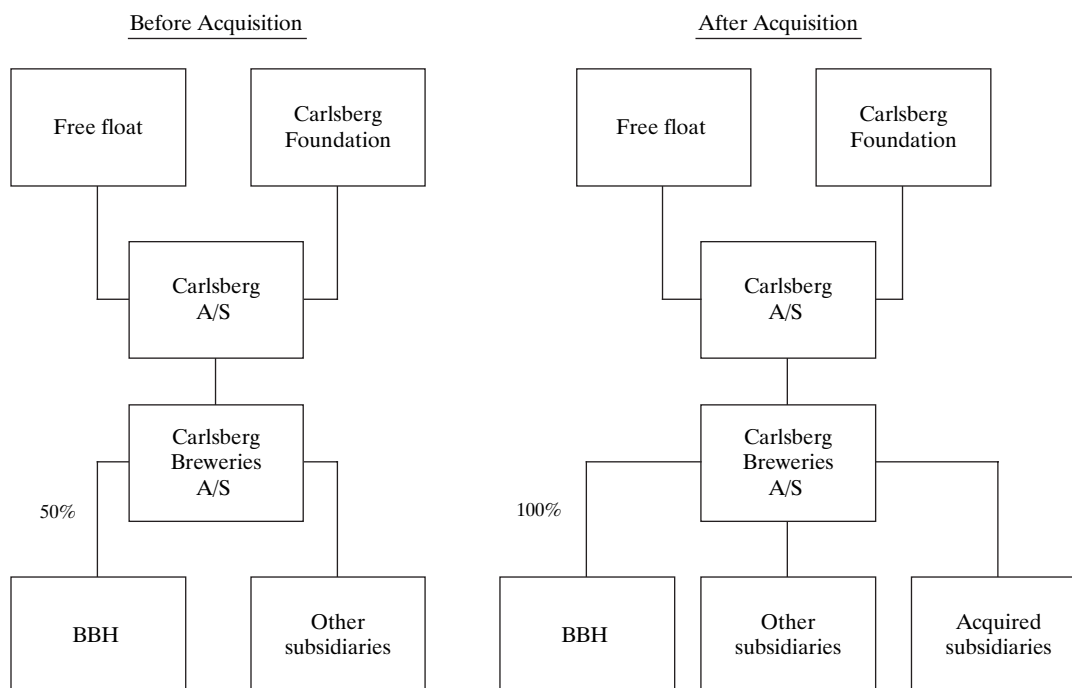 Before Acquisition
Free float
Carlsberg
Foundation
Carlsberg
A/S
Carlsberg
Breweries
A/S
50%
BBH
Other
subsidiaries
After Acquisition
Free float
Carlsberg
Foundation
Carlsberg
A/S
Carlsberg
Breweries
A/S
100%
BBH
Other
subsidiaries
Acquired
subsidiaries